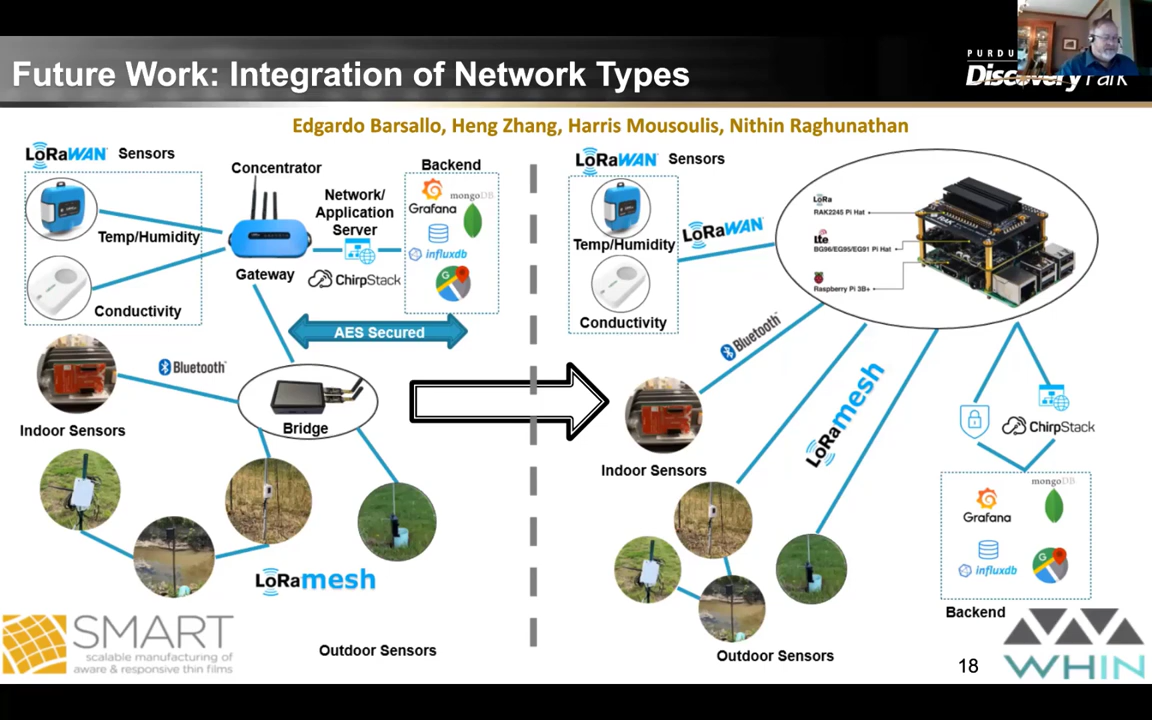 Future Work: Integration of Network Types
PURDU
Discovery Park
Edgardo Barsallo, Heng Zhang, Harris Mousoulis, Nithin Raghunathan
LoRaWAN Sensors
Temp/Humidity
Conductivity
Concentrator
Gateway
Network/
Application
Server
ChirpStack
Backend
Grafana
mongoDB
influxdb
AES Secured
Bluetooth
Indoor Sensors
Bridge
LoRamesh
Outdoor Sensors
SMART
scalable manufacturing of
aware & responsive thin films
LoRaWAN Sensors
Temp/Humidity
Conductivity
LoRaWAN
LoRa
RAK2245 Pi Hat
lte
BG96/EG95/EG91 Pi Hat
Raspberry Pi 3B+
RAK
Bluetooth
Indoor Sensors
LoRamesh
Outdoor Sensors
ChirpStack
Grafana
mongoDB
influxdb
Backend
18
WHIN